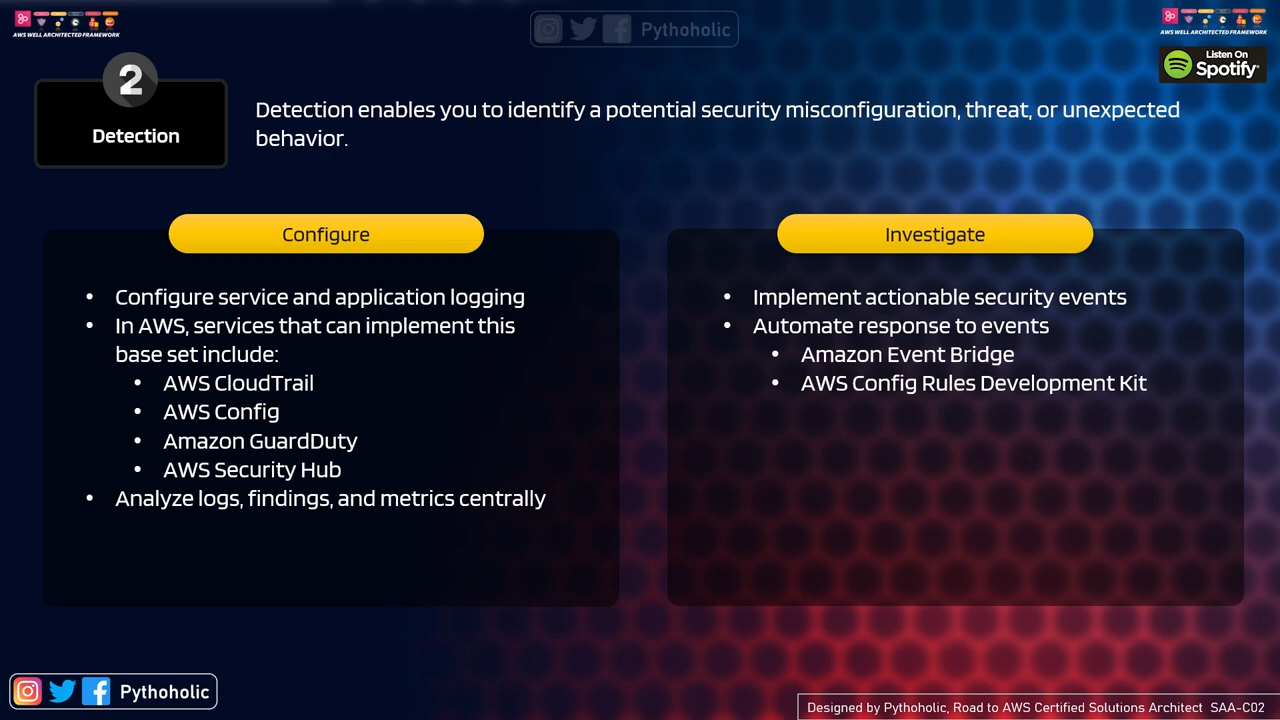 AWS WELL ARCHITECTED FRAMEWORK
Pythoholic
AWS WELL ARCHITECTED FRAMEWORK
Listen On
Spotify
2
Detection
Detection enables you to identify a potential security misconfiguration, threat, or unexpected
behavior.
Configure
• Configure service and application logging
• In AWS, services that can implement this
base set include:
• AWS CloudTrail
• AWS Config
• Amazon GuardDuty
• AWS Security Hub
• Analyze logs, findings, and metrics centrally
Investigate
• Implement actionable security events
• Automate response to events
• Amazon Event Bridge
• AWS Config Rules Development Kit
Pythoholic
Designed by Pythoholic, Road to AWS Certified Solutions Architect SAA-C02